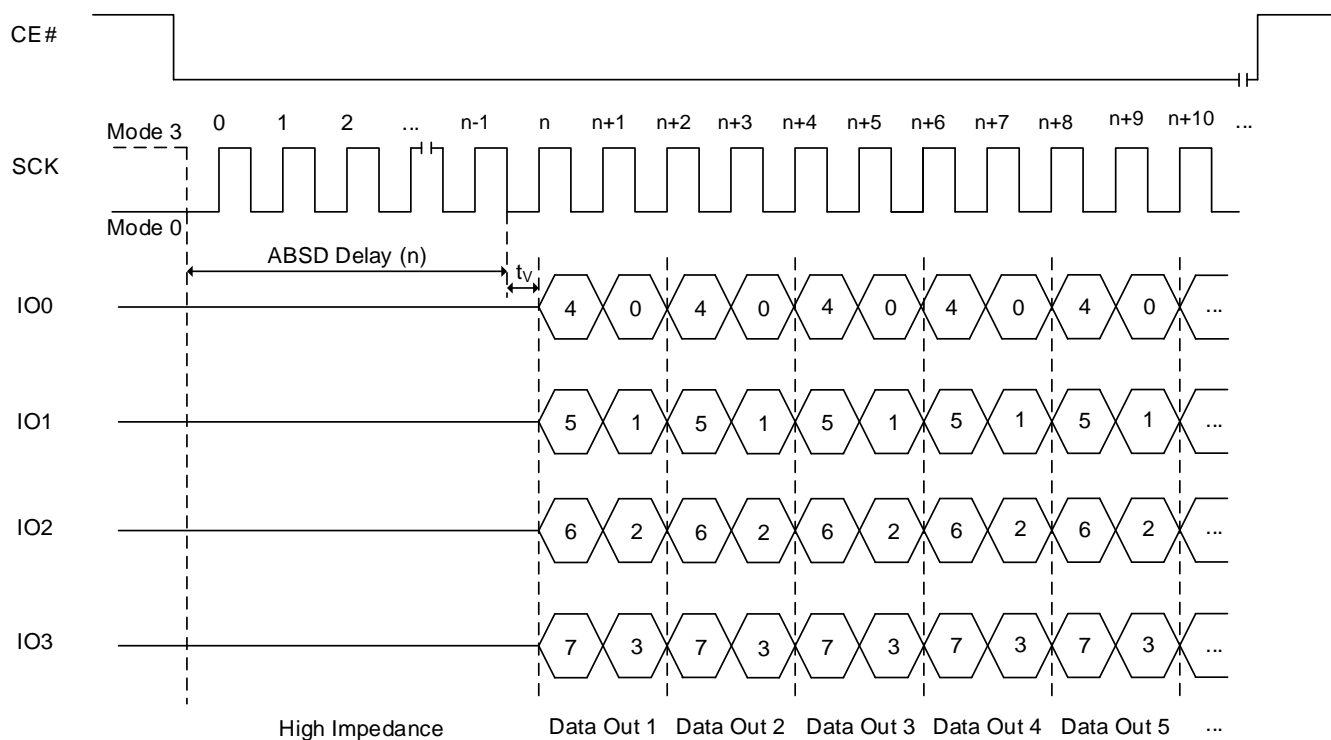 CE#
0 1 2 ... n-1 n n+1 n+2 n+3 n+4 n+5 n+6 n+7 n+8 n+9 n+10 ...
Mode 3
SCK
Mode 0
ABSD Delay (n)
tV
IO0 4 0 4 0 4 0 4 0 4 0 ...
IO1 5 1 5 1 5 1 5 1 5 1 ...
IO2 6 2 6 2 6 2 6 2 6 2 ...
IO3 7 3 7 3 7 3 7 3 7 3 ...
High Impedance Data Out 1 Data Out 2 Data Out 3 Data Out 4 Data Out 5 ...